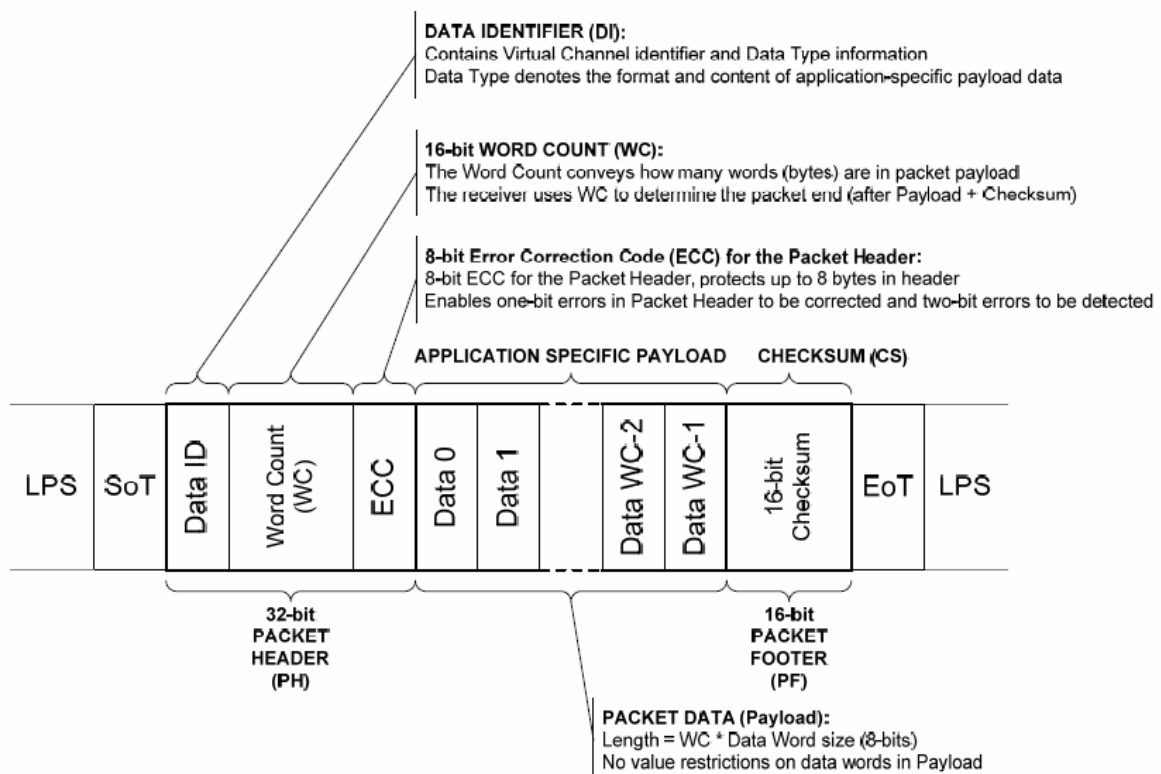 DATA IDENTIFIER (DI):
Contains Virtual Channel identifier and Data Type information
Data Type denotes the format and content of application-specific payload data
16-bit WORD COUNT (WC):
The Word Count conveys how many words (bytes) are in packet payload
The receiver uses WC to determine the packet end (after Payload + Checksum)
8-bit Error Correction Code (ECC) for the Packet Header:
8-bit ECC for the Packet Header, protects up to 8 bytes in header
Enables one-bit errors in Packet Header to be corrected and two-bit errors to be detected
APPLICATION SPECIFIC PAYLOAD
CHECKSUM (CS)
LPS
SoT
Data ID
Word Count
(WC)
ECC
Data 0
Data 1
Data WC-2
Data WC-1
16-bit
Checksum
EoT
LPS
32-bit
PACKET
HEADER
(PH)
16-bit
PACKET
FOOTER
(PF)
PACKET DATA (Payload):
Length = WC * Data Word size (8-bits)
No value restrictions on data words in Payload